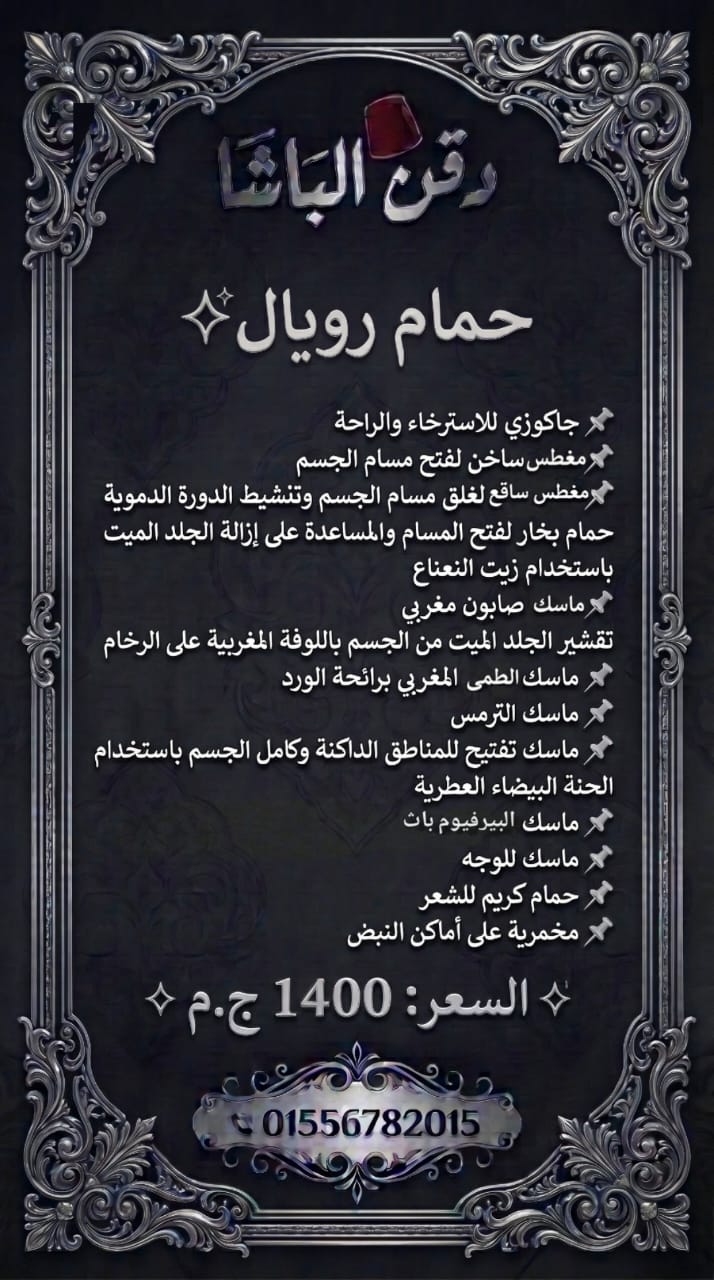 دقن البَاشَا
حمام رويال
📌 جاكوزي للاسترخاء والراحة
📌 مغطس ساخن لفتح مسام الجسم
📌 مغطس ساقع لغلق مسام الجسم وتنشيط الدورة الدموية
حمام بخار لفتح المسام والمساعدة على إزالة الجلد الميت
باستخدام زيت النعناع
📌 ماسك صابون مغربي
تقشير الجلد الميت من الجسم باللوفة المغربية على الرخام
📌 ماسك الطمى المغربي برائحة الورد
📌 ماسك الترمس
📌 ماسك تفتيح للمناطق الداكنة وكامل الجسم باستخدام
الحنة البيضاء العطرية
📌 ماسك البيرفيوم باث
📌 ماسك للوجه
📌 حمام كريم للشعر
📌 مخمرية على أماكن النبض
السعر: 1400 ج.م
01556782015